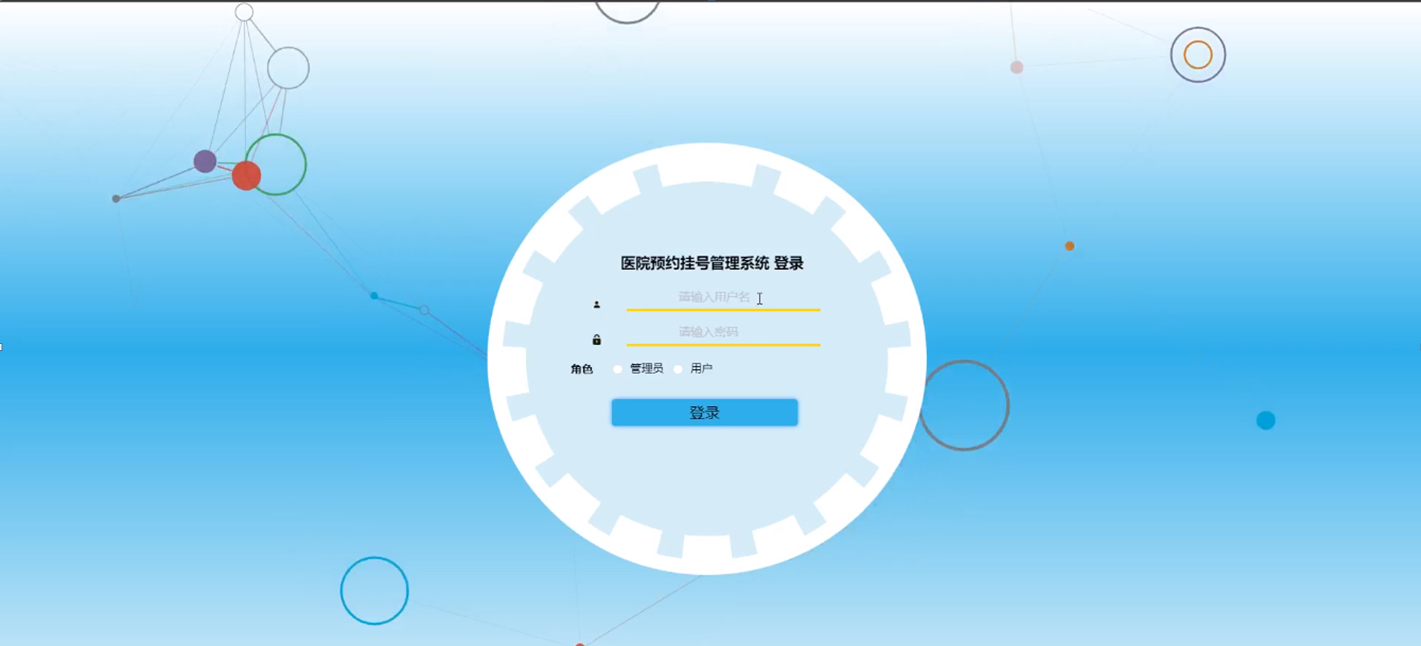 医院预约挂号管理系统 登录
请输入用户名
请输入密码
角色 管理员 用户
登录